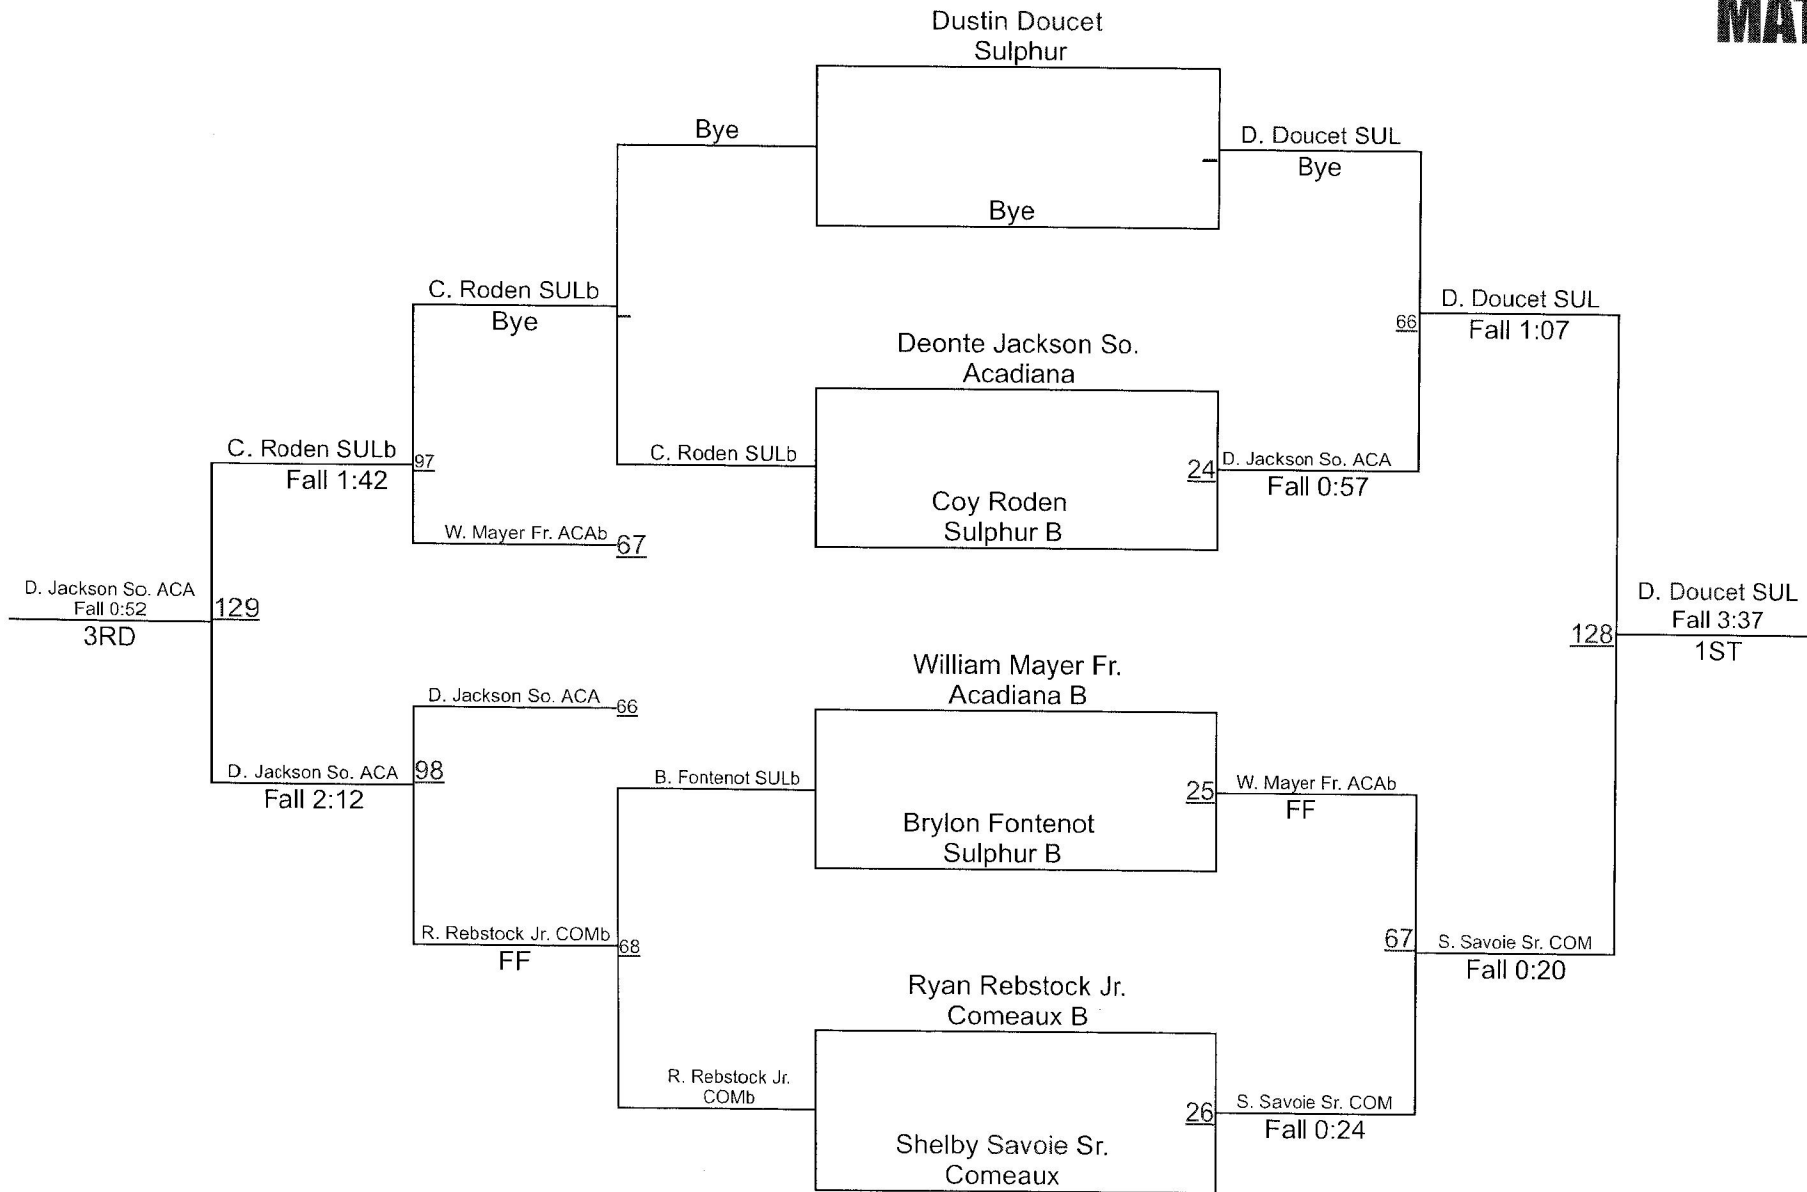 MAT
Dustin Doucet
Sulphur
Bye
D. Doucet SUL
Bye
Bye
C. Roden SULb
Bye
D. Doucet SUL
66
Fall 1:07
Deonte Jackson So.
Acadiana
C. Roden SULb
97
Fall 1:42
C. Roden SULb
24
D. Jackson So. ACA
Fall 0:57
Coy Roden
Sulphur B
W. Mayer Fr. ACAb
67
D. Jackson So. ACA
Fall 0:52
129
3RD
D. Doucet SUL
Fall 3:37
128
1ST
William Mayer Fr.
Acadiana B
D. Jackson So. ACA
66
D. Jackson So. ACA
98
Fall 2:12
B. Fontenot SULb
25
W. Mayer Fr. ACAb
FF
Brylon Fontenot
Sulphur B
R. Rebstock Jr. COMb
68
FF
67
S. Savoie Sr. COM
Fall 0:20
Ryan Rebstock Jr.
Comeaux B
R. Rebstock Jr.
COMb
26
S. Savoie Sr. COM
Fall 0:24
Shelby Savoie Sr.
Comeaux